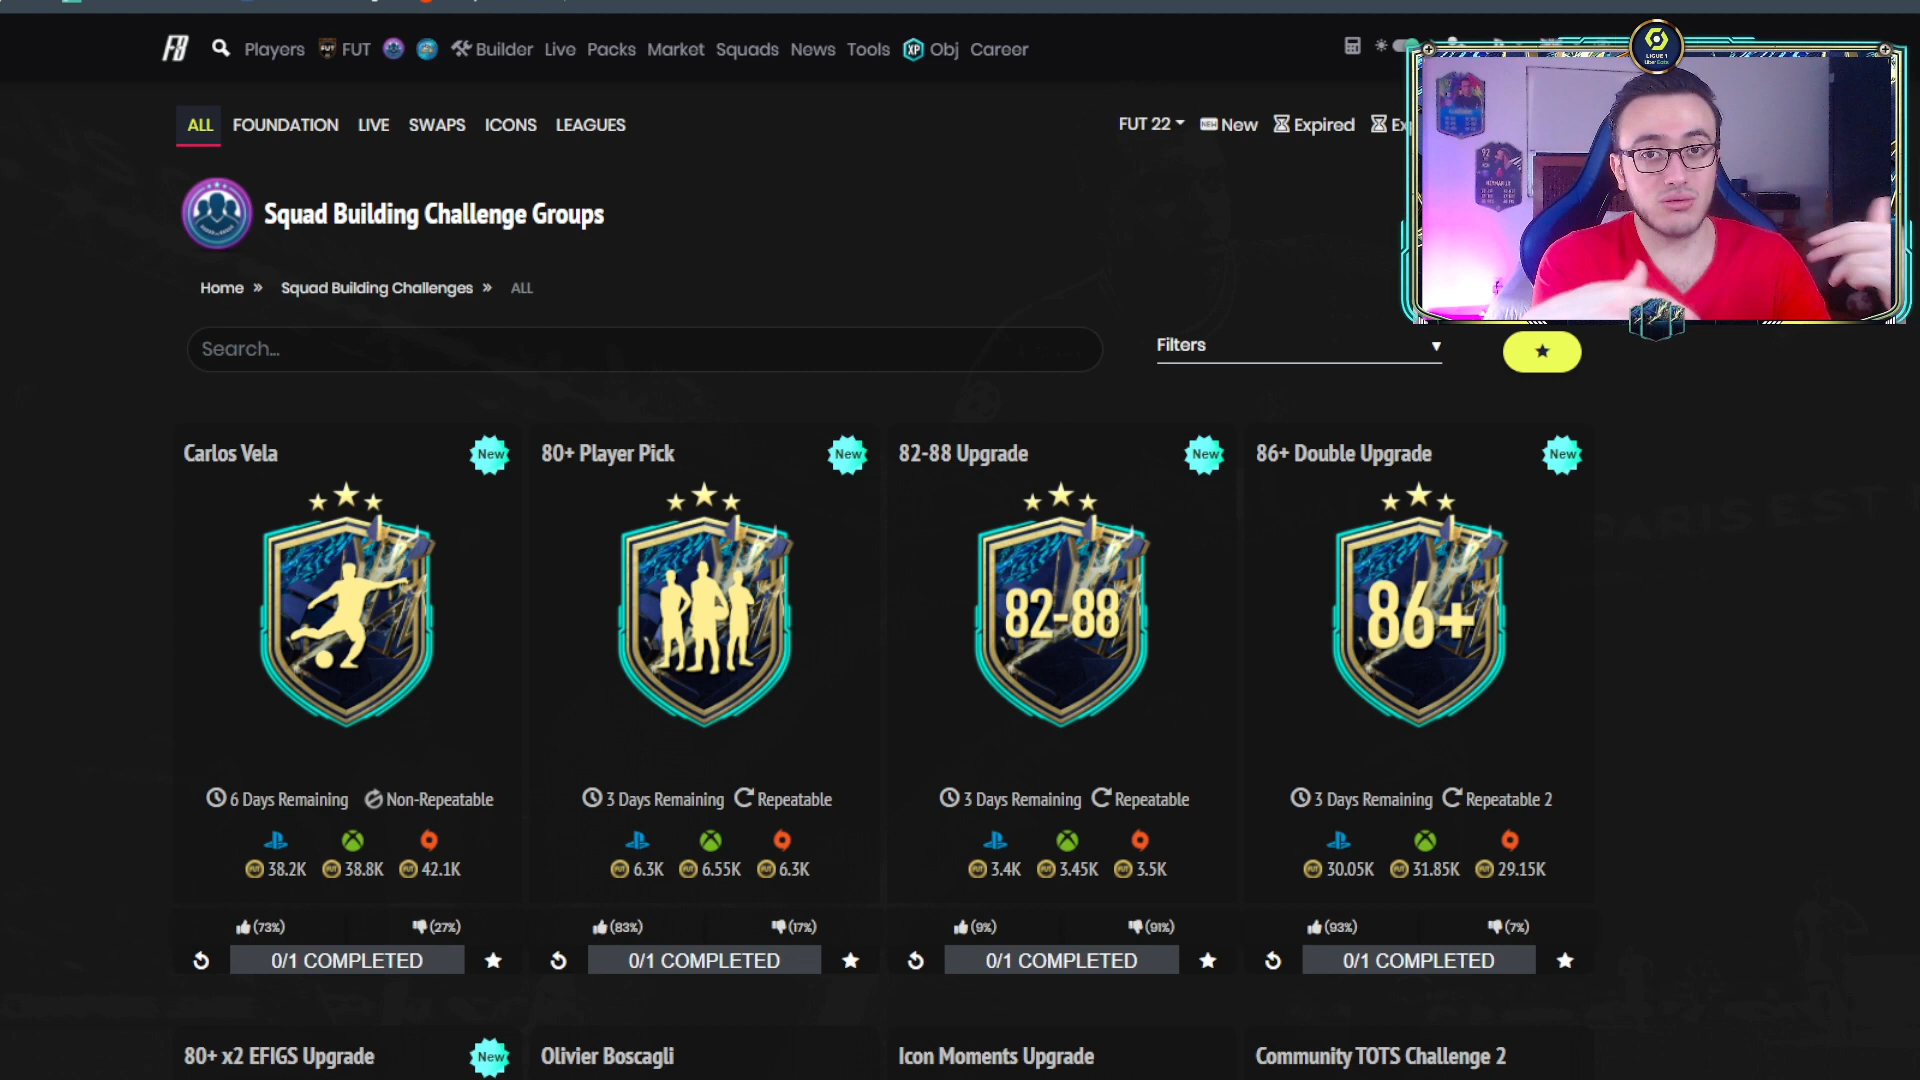 Players FUT Builder Live Packs Market Squads News Tools XP Obj Career
ALL FOUNDATION LIVE SWAPS ICONS LEAGUES
FUT 22 New Expired
LIGUE 1
Uber Eats
92
Squad Building Challenge Groups
Home » Squad Building Challenges » ALL
Search...
Filters
Carlos Vela New
80+ Player Pick New
82-88 Upgrade New
86+ Double Upgrade New
82-88
86+
6 Days Remaining Non-Repeatable
3 Days Remaining Repeatable
3 Days Remaining Repeatable
3 Days Remaining Repeatable 2
38.2K 38.8K 42.1K
6.3K 6.55K 6.3K
3.4K 3.45K 3.5K
30.05K 31.85K 29.15K
(73%) (27%)
(83%) (17%)
(9%) (91%)
(93%) (7%)
0/1 COMPLETED
0/1 COMPLETED
0/1 COMPLETED
0/1 COMPLETED
80+ x2 EFIGS Upgrade New
Olivier Boscagli
Icon Moments Upgrade
Community TOTS Challenge 2